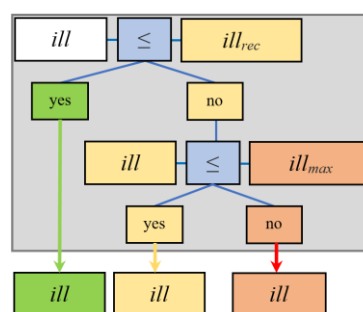 ill ≤ ill_rec
yes no
ill ≤ ill_max
yes no
ill ill ill